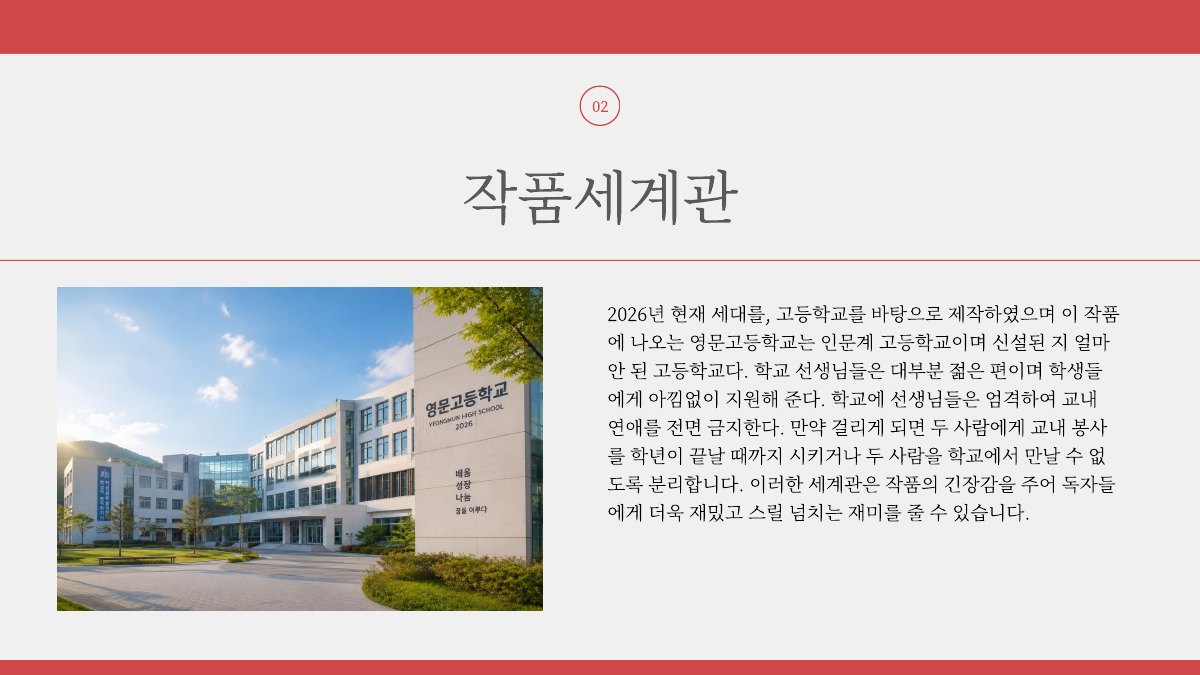 02
작품세계관
영문고등학교
YEONGMUN HIGH SCHOOL
2026
배움
성장
나눔
꿈을 이루다
2026년 현재 세대를, 고등학교를 바탕으로 제작하였으며 이 작품
에 나오는 영문고등학교는 인문계 고등학교이며 신설된 지 얼마
안 된 고등학교다. 학교 선생님들은 대부분 젊은 편이며 학생들
에게 아낌없이 지원해 준다. 학교에 선생님들은 엄격하여 교내
연애를 전면 금지한다. 만약 걸리게 되면 두 사람에게 교내 봉사
를 학년이 끝날 때까지 시키거나 두 사람을 학교에서 만날 수 없
도록 분리합니다. 이러한 세계관은 작품의 긴장감을 주어 독자들
에게 더욱 재밌고 스릴 넘치는 재미를 줄 수 있습니다.